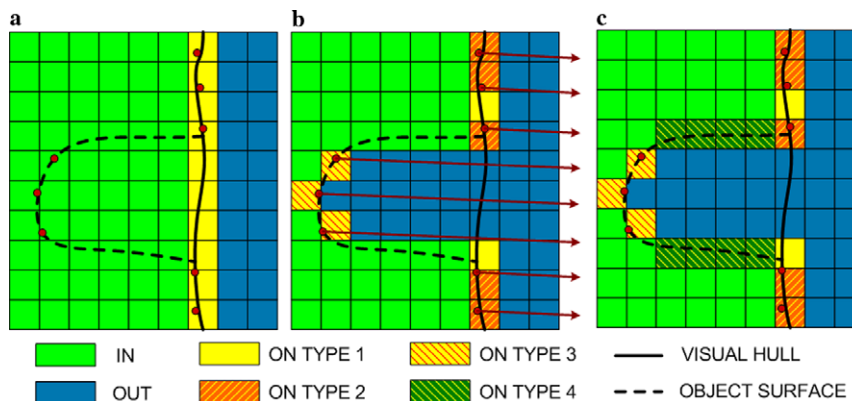 a b c
IN ON TYPE 1 ON TYPE 3 VISUAL HULL
OUT ON TYPE 2 ON TYPE 4 OBJECT SURFACE